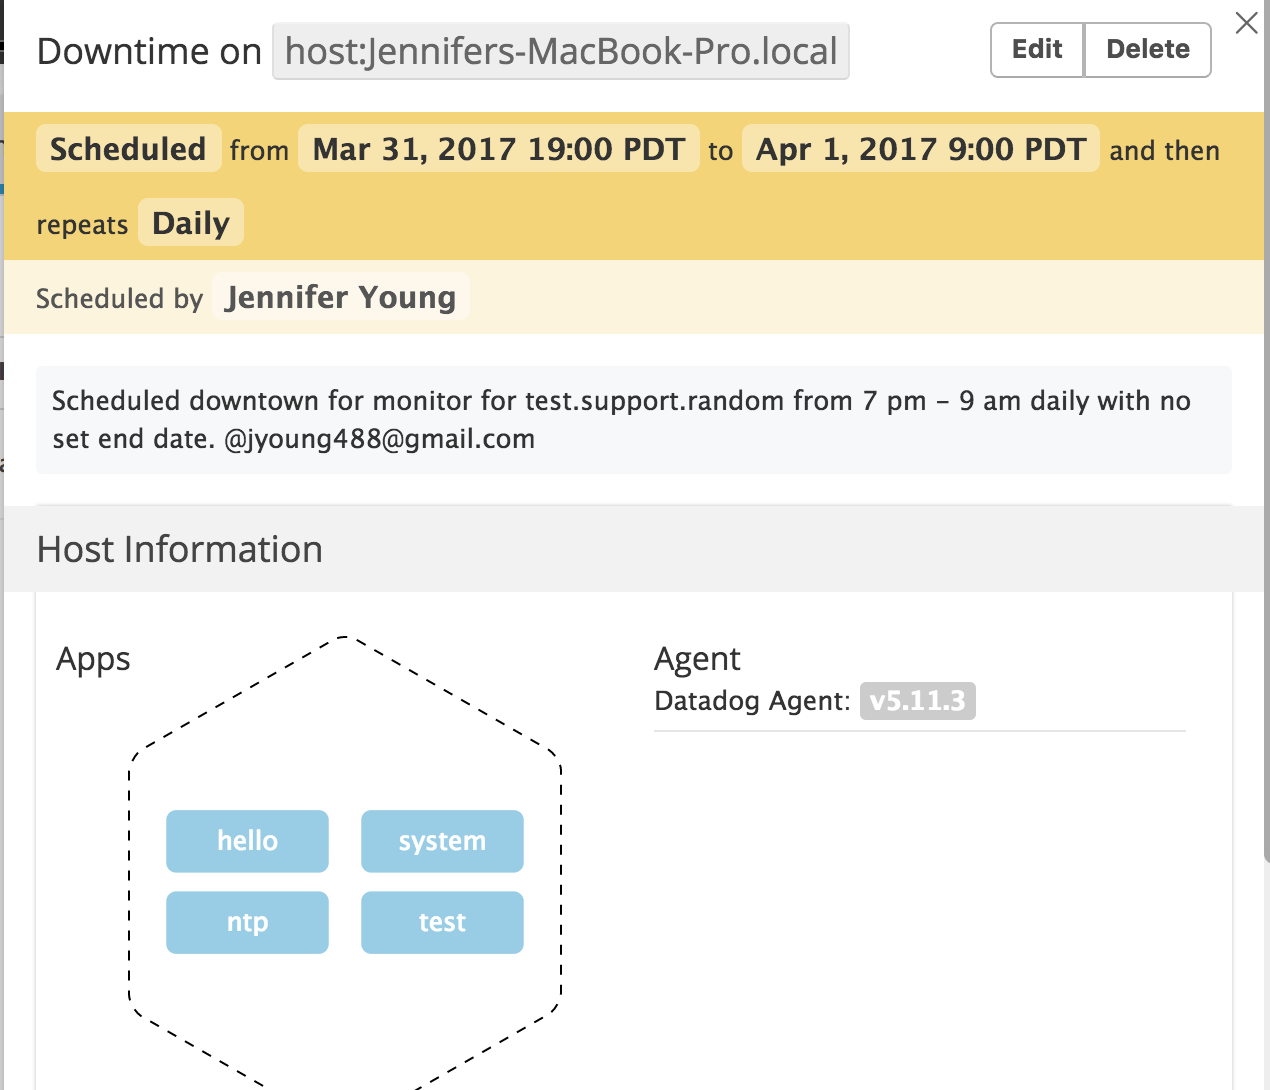 Downtime on host:Jennifers-MacBook-Pro.local Edit Delete
Scheduled from Mar 31, 2017 19:00 PDT to Apr 1, 2017 9:00 PDT and then
repeats Daily
Scheduled by Jennifer Young
Scheduled downtown for monitor for test.support.random from 7 pm – 9 am daily with no
set end date. @jyoung488@gmail.com
Host Information
Apps
Agent
Datadog Agent: v5.11.3
hello system
ntp test